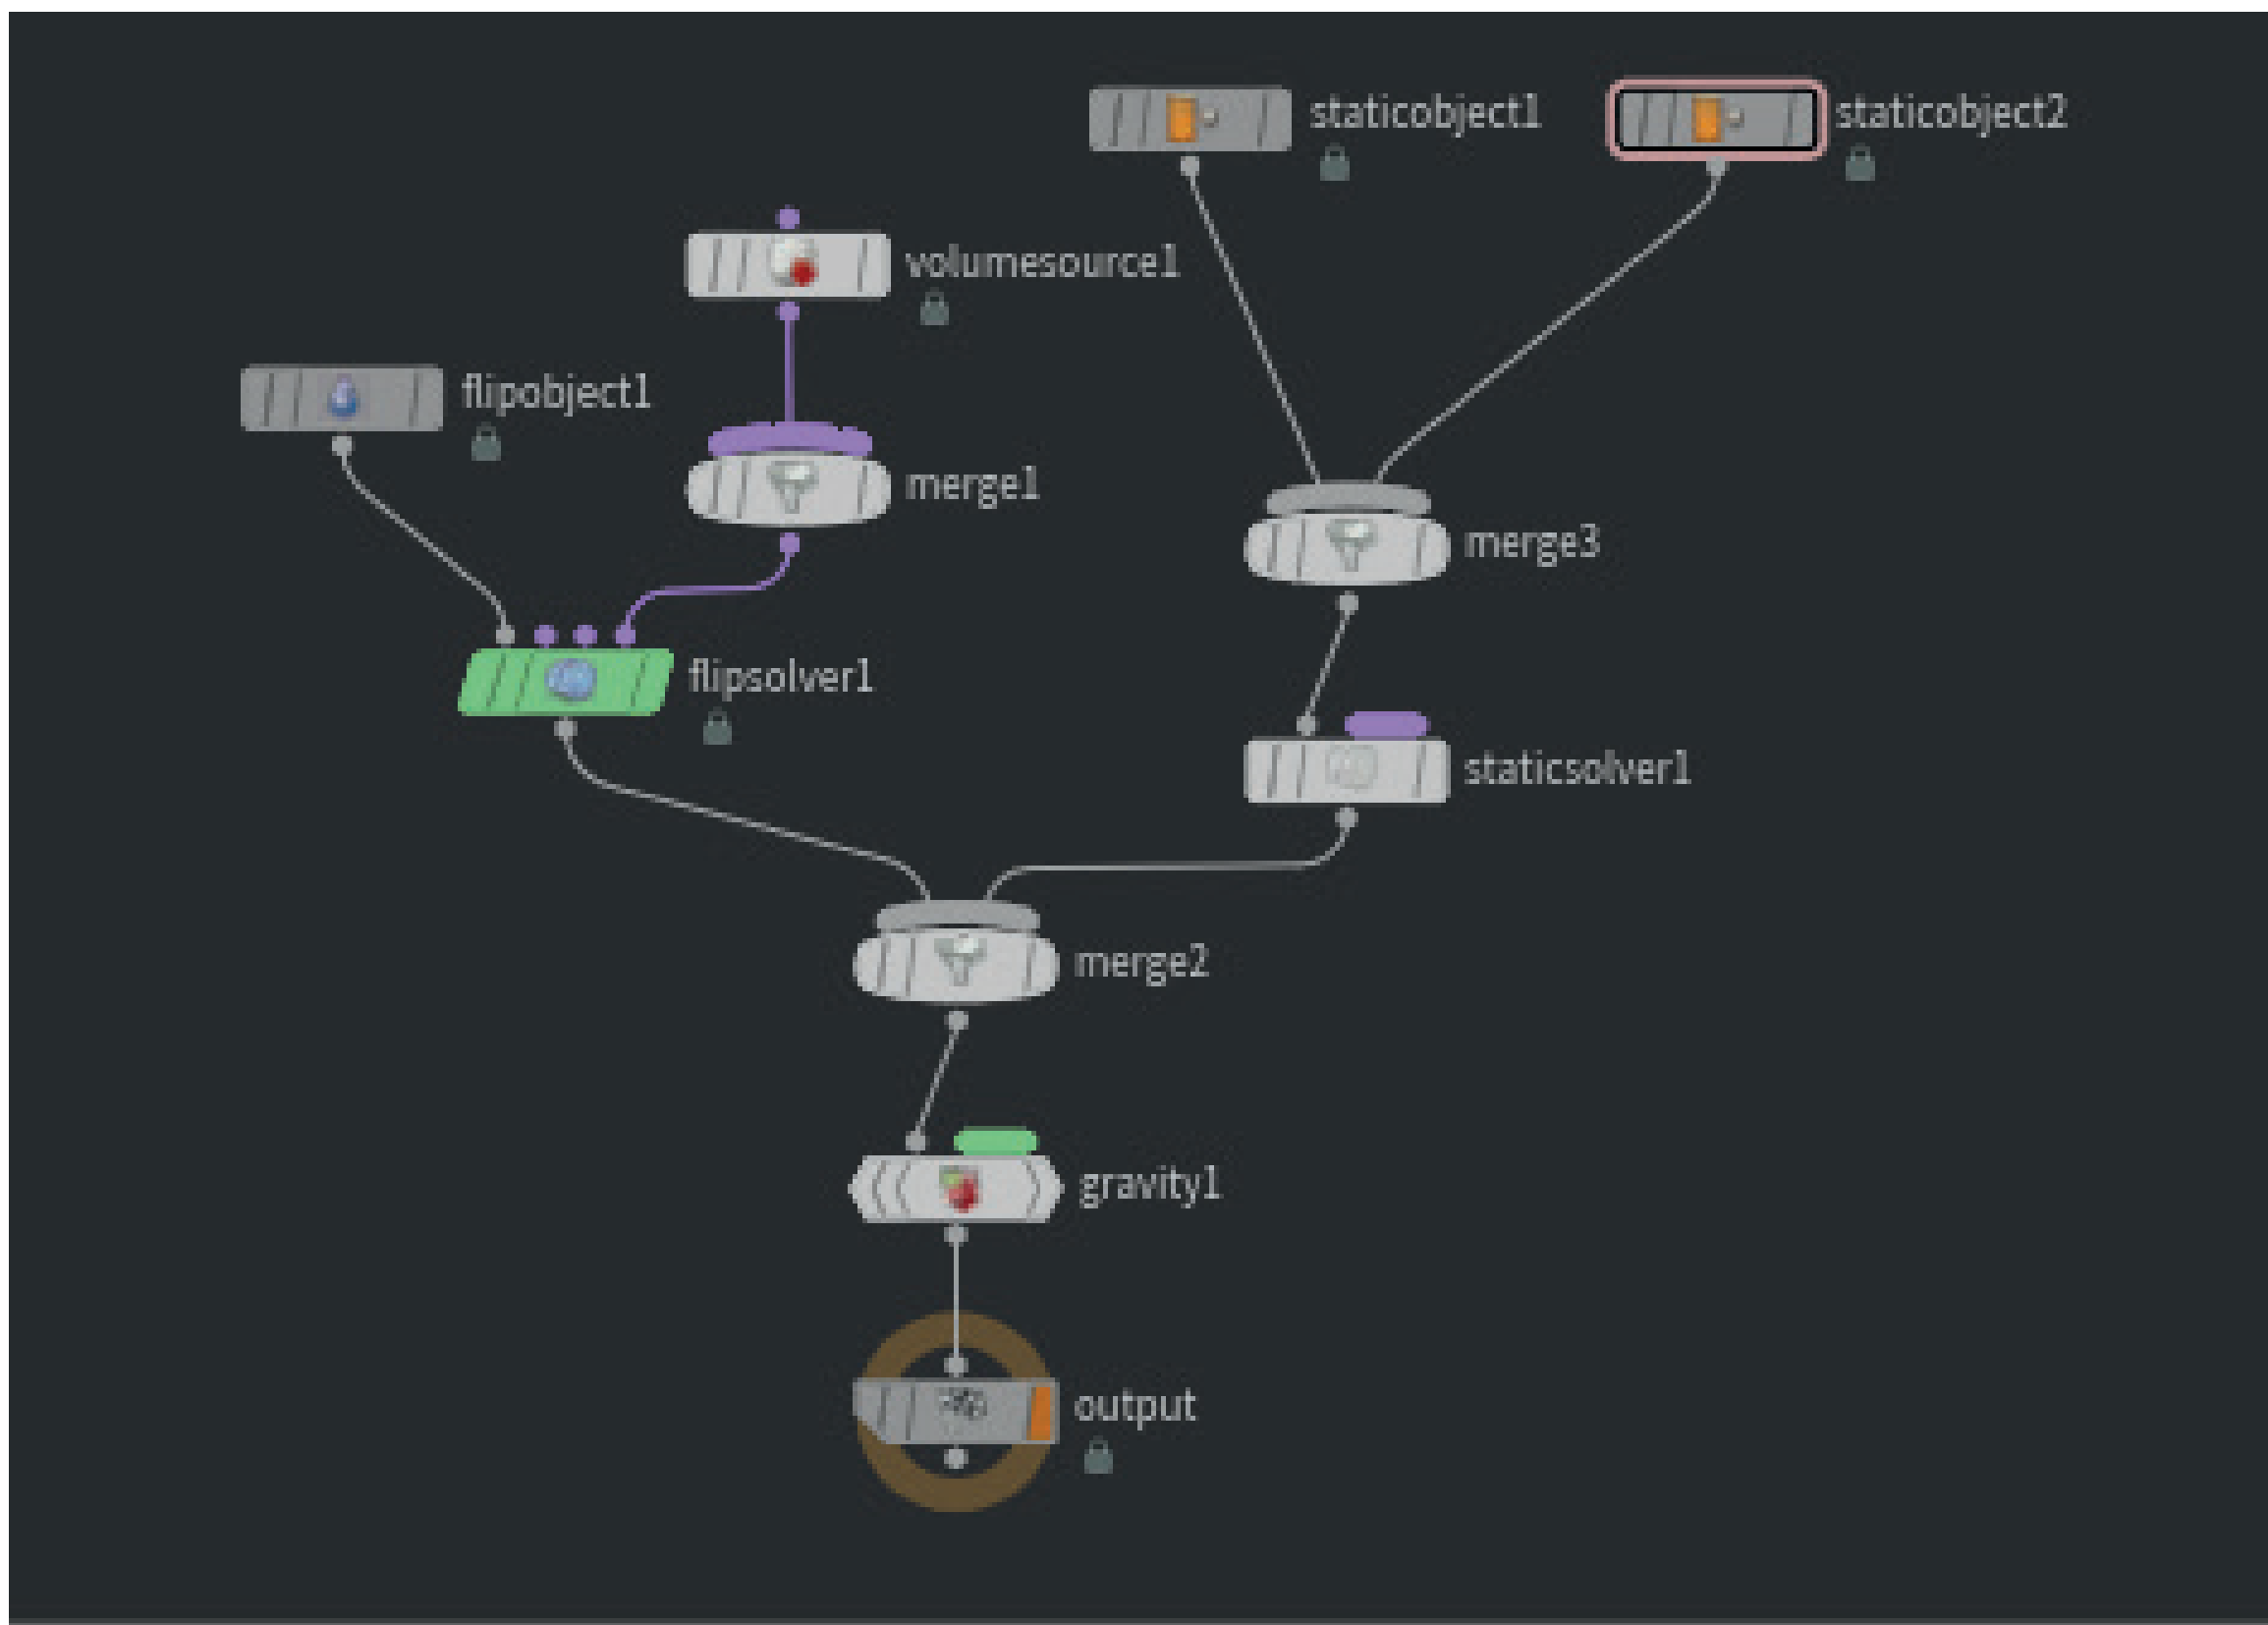 staticobject1
staticobject2
volumesource1
flipobject1
merge1
merge3
flipsolver1
staticsolver1
merge2
gravity1
output